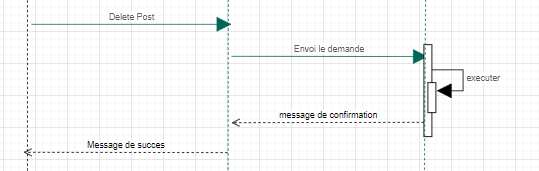 Delete Post
Envoi le demande
executer
message de confirmation
Message de succes